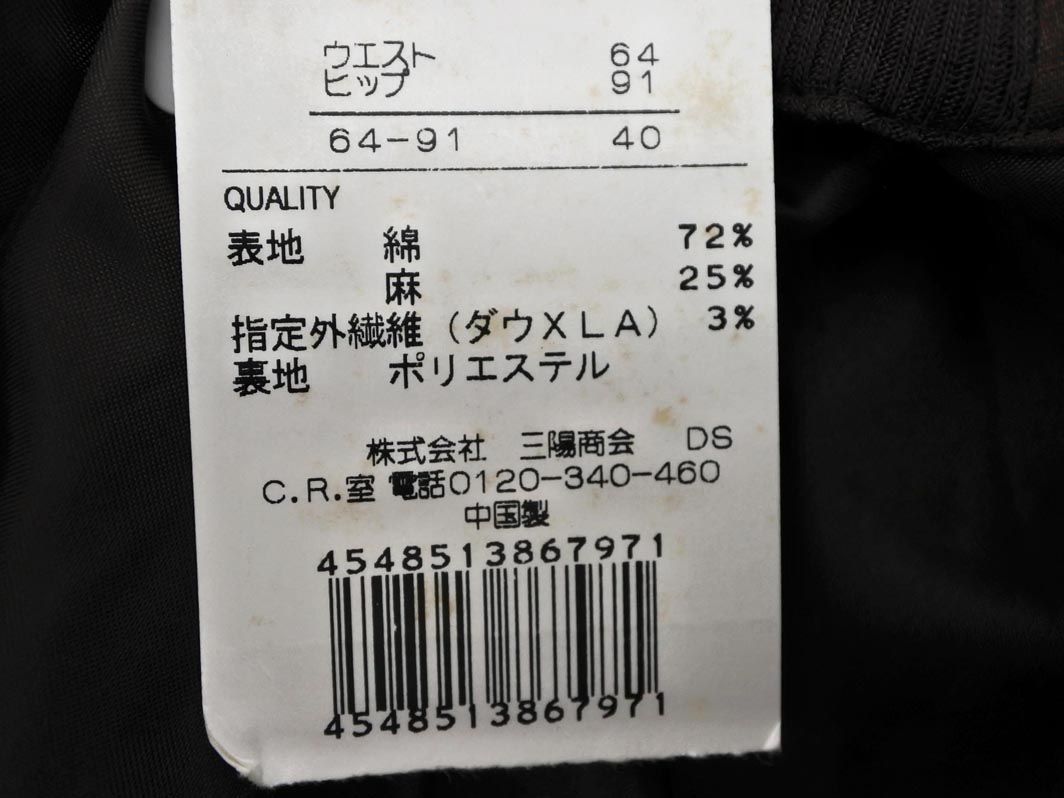 ウエスト 64
ヒップ 91
64-91 40
QUALITY
表地 綿 72%
麻 25%
指定外繊維(ダウXLA) 3%
裏地 ポリエステル
株式会社 三陽商会 DS
C.R.室 電話0120-340-460
中国製
4548513867971
4548513867971